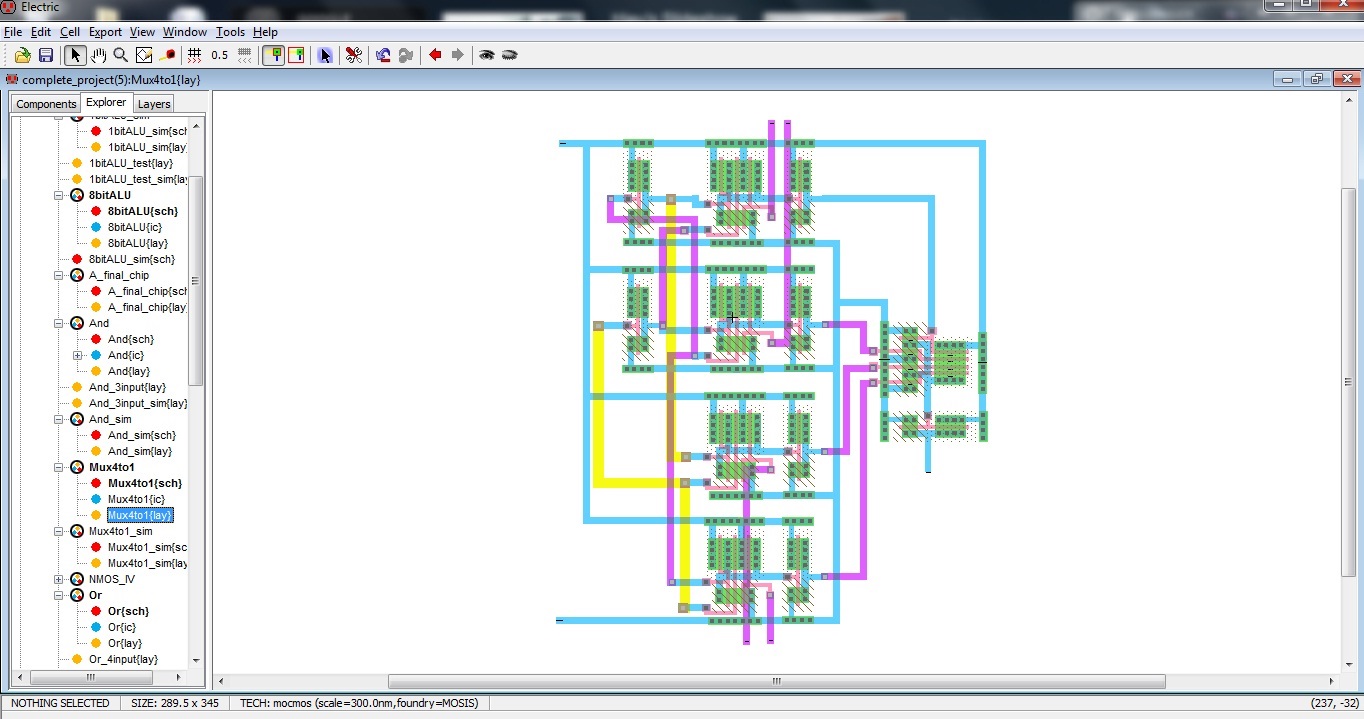 Electric
File Edit Cell Export View Window Tools Help
0.5
complete_project(5):Mux4to1{lay}
Components Explorer Layers
1bitALU_sim
1bitALU_sim{sch
1bitALU_sim{lay
1bitALU_test{lay}
1bitALU_test_sim{lay
8bitALU
8bitALU{sch}
8bitALU{ic}
8bitALU{lay}
8bitALU_sim{sch}
A_final_chip
A_final_chip{sch
A_final_chip{lay
And
And{sch}
And{ic}
And{lay}
And_3input{lay}
And_3input_sim{lay}
And_sim
And_sim{sch}
And_sim{lay}
Mux4to1
Mux4to1{sch}
Mux4to1{ic}
Mux4to1{lay}
Mux4to1_sim
Mux4to1_sim{sc
Mux4to1_sim{lay
NMOS_IV
Or
Or{sch}
Or{ic}
Or{lay}
Or_4input{lay}
NOTHING SELECTED SIZE: 289.5 x 345 TECH: mocmos (scale=300.0nm,foundry=MOSIS) (237, -32)